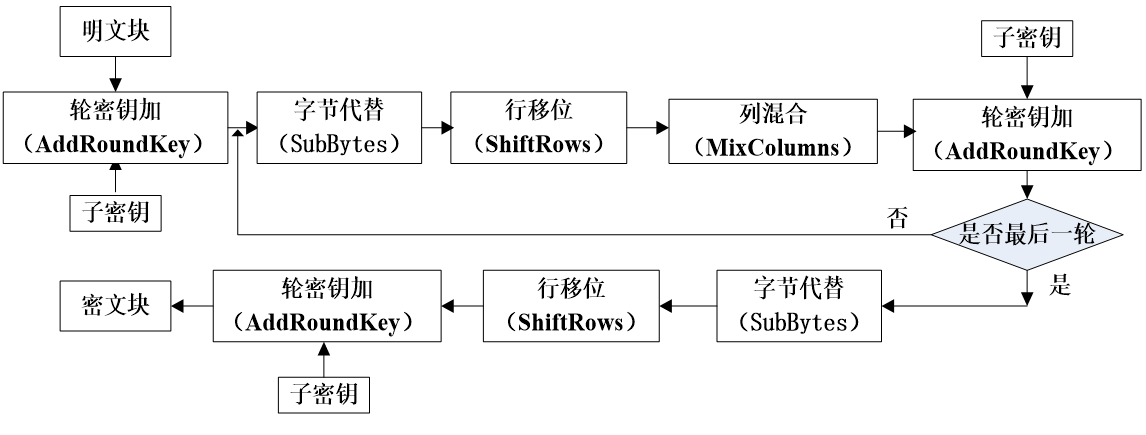 明文块
子密钥
轮密钥加
（AddRoundKey）
字节代替
（SubBytes）
行移位
（ShiftRows）
列混合
（MixColumns）
轮密钥加
（AddRoundKey）
子密钥
否
是否最后一轮
是
密文块
轮密钥加
（AddRoundKey）
行移位
（ShiftRows）
字节代替
（SubBytes）
子密钥